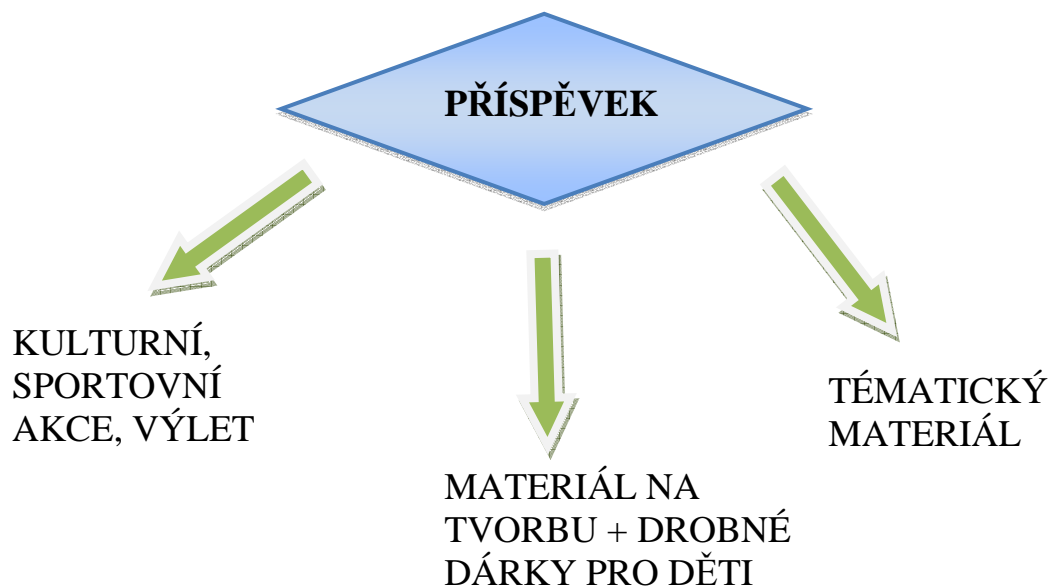 PŘÍSPĚVEK
KULTURNÍ,
SPORTOVNÍ
AKCE, VÝLET
MATERIÁL NA
TVORBU + DROBNÉ
DÁRKY PRO DĚTI
TÉMATICKÝ
MATERIÁL